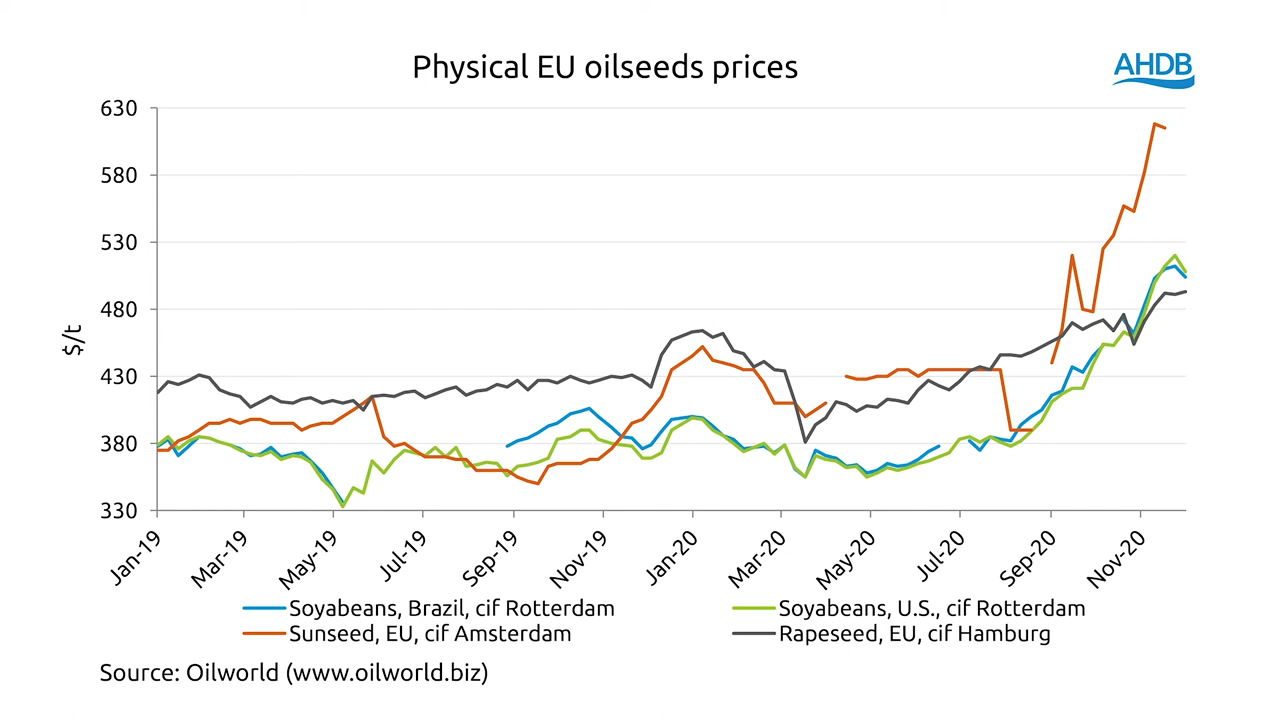 Physical EU oilseeds prices
AHDB
630
580
530
480
430
380
330
$/t
Jan-19
Mar-19
May-19
Jul-19
Sep-19
Nov-19
Jan-20
Mar-20
May-20
Jul-20
Sep-20
Nov-20
Soyabeans, Brazil, cif Rotterdam
Soyabeans, U.S., cif Rotterdam
Sunseed, EU, cif Amsterdam
Rapeseed, EU, cif Hamburg
Source: Oilworld (www.oilworld.biz)